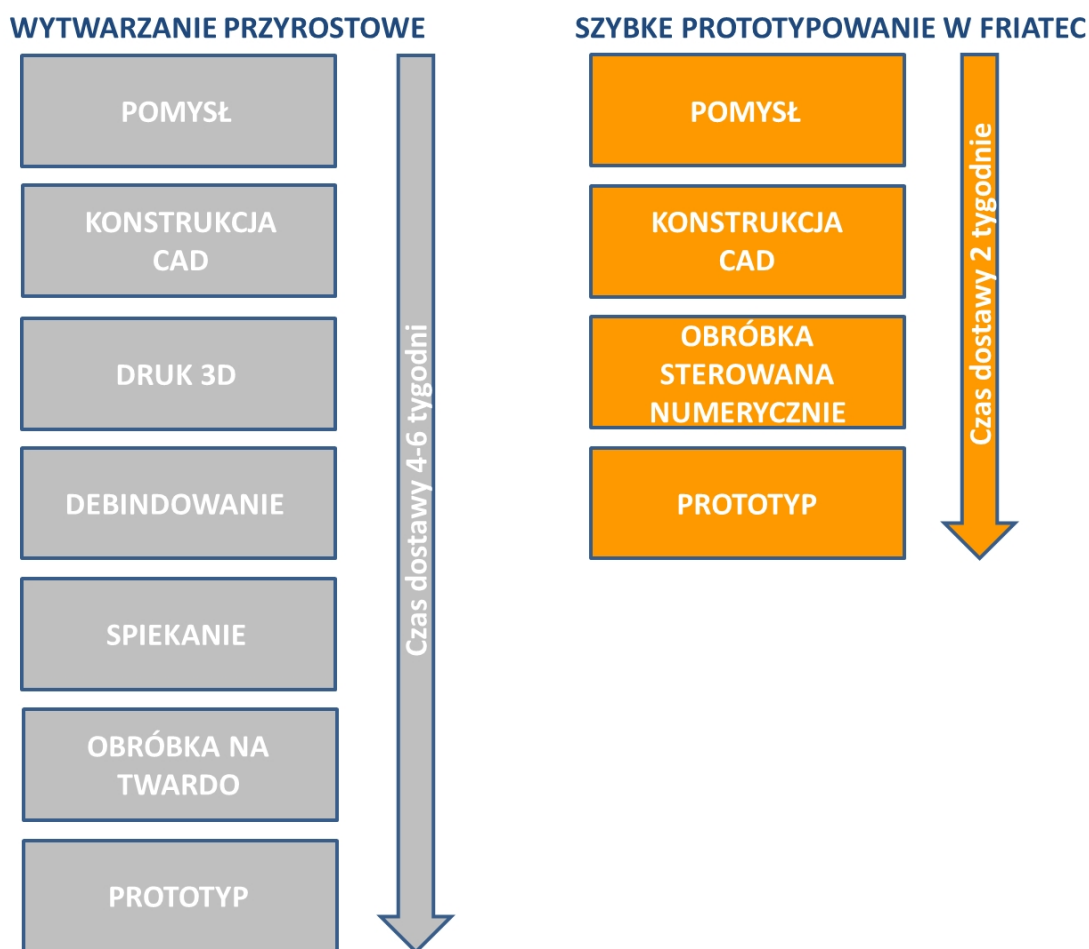 WYTWARZANIE PRZYROSTOWE
POMYSŁ
KONSTRUKCJA
CAD
DRUK 3D
DEBINDOWANIE
SPIEKANIE
OBRÓBKA NA
TWARDO
PROTOTYP
Czas dostawy 4-6 tygodni
SZYBKE PROTOTYPOWANIE W FRIATEC
POMYSŁ
KONSTRUKCJA
CAD
OBRÓBKA
STEROWANA
NUMERYCZNIE
PROTOTYP
Czas dostawy 2 tygodnie